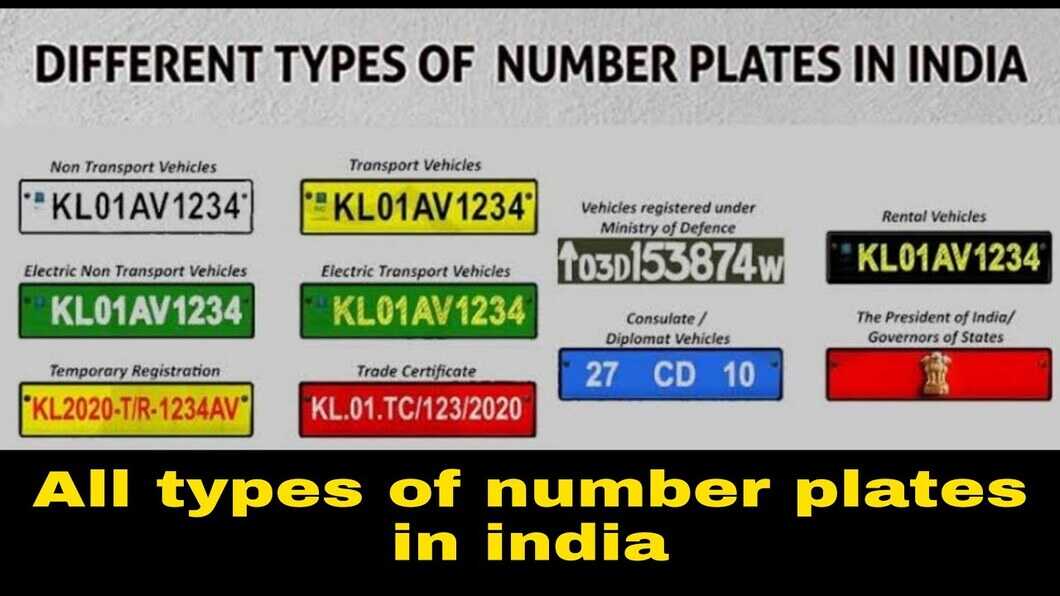 DIFFERENT TYPES OF NUMBER PLATES IN INDIA
Non Transport Vehicles
KL01AV1234
Transport Vehicles
KL01AV1234
Electric Non Transport Vehicles
KL01AV1234
Electric Transport Vehicles
KL01AV1234
Temporary Registration
KL2020-T/R-1234AV
Trade Certificate
KL.01.TC/123/2020
Vehicles registered under
Ministry of Defence
↑03D153874W
Rental Vehicles
KL01AV1234
Consulate /
Diplomat Vehicles
27 CD 10
The President of India/
Governors of States
All types of number plates
in india